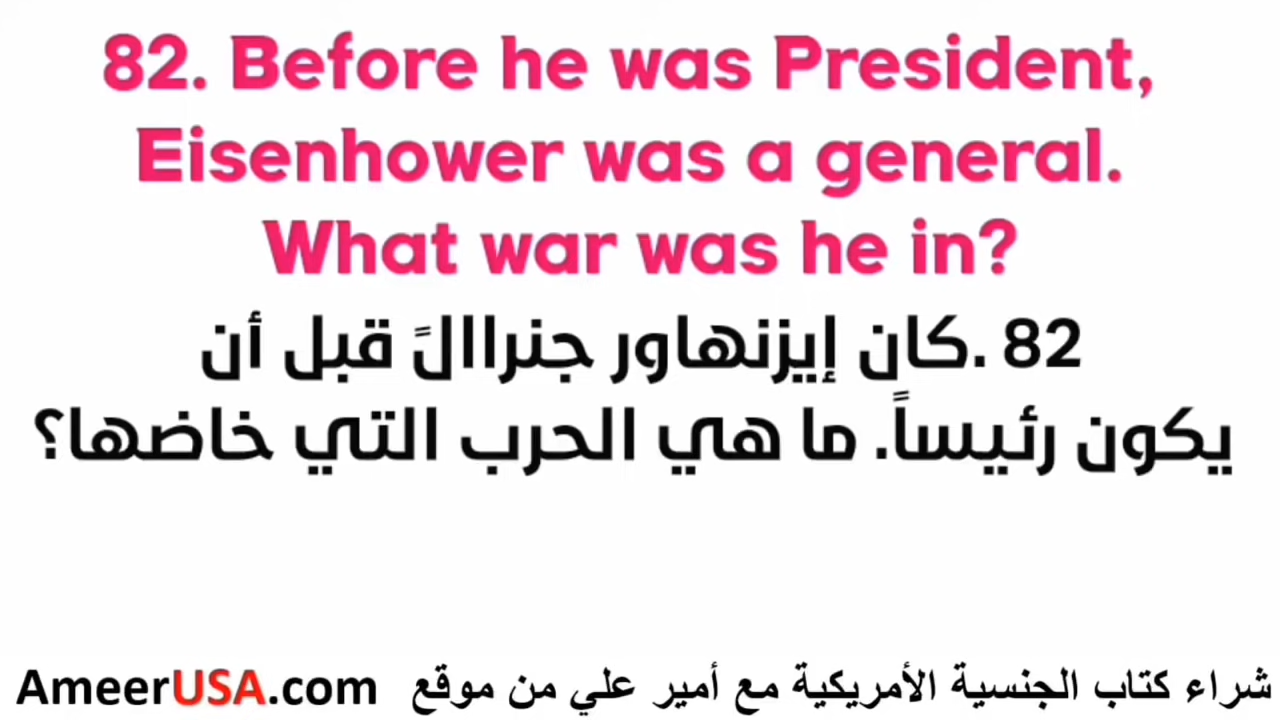 82. Before he was President,
Eisenhower was a general.
What war was he in?
82 .كان إيزنهاور جنراالً قبل أن
يكون رئيساً. ما هي الحرب التي خاضها؟
شراء كتاب الجنسية الأمريكية مع أمير علي من موقع AmeerUSA.com